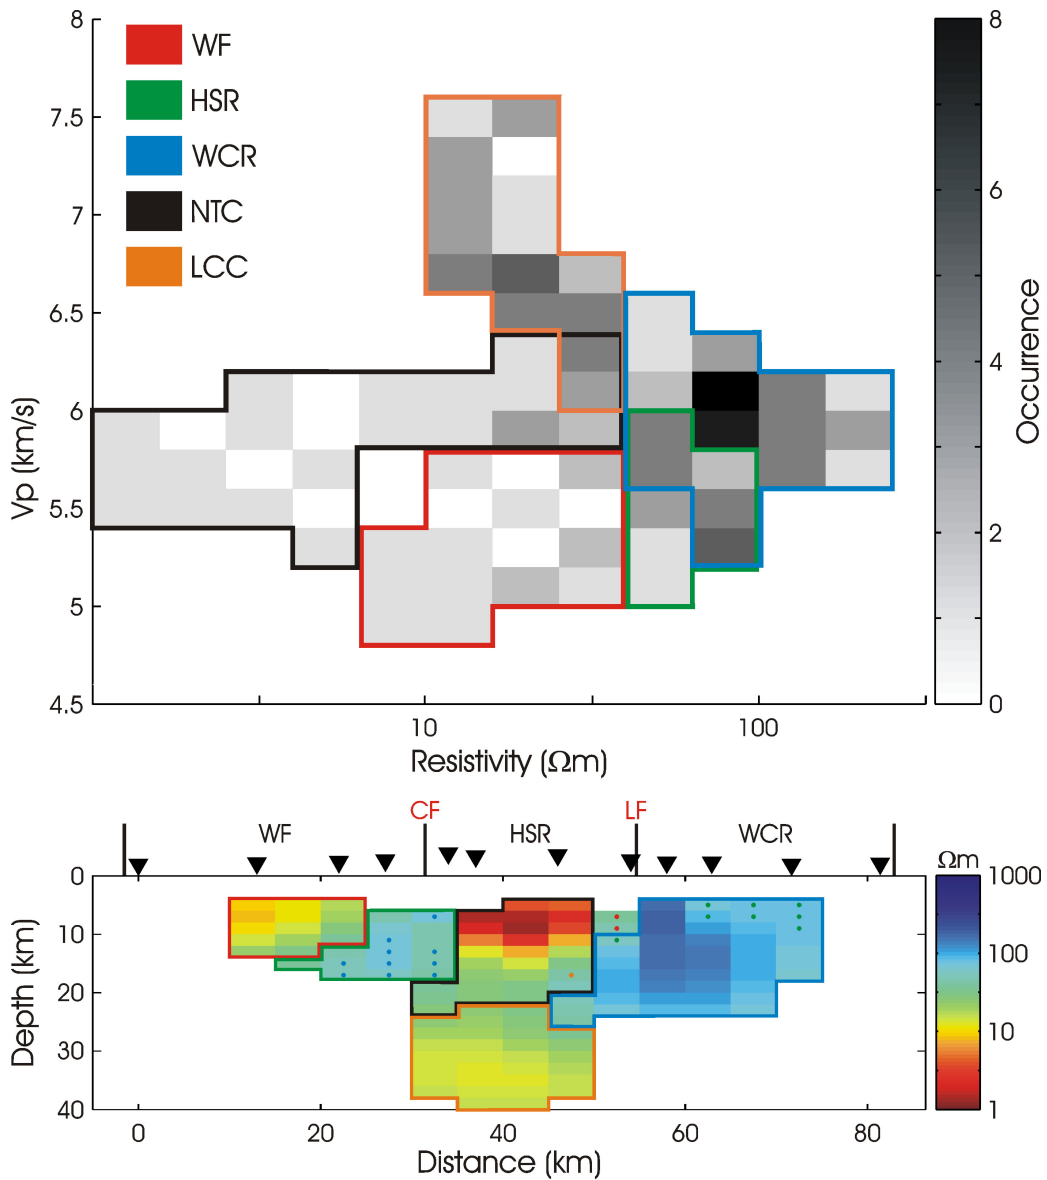 8
7.5
7
6.5
6
5.5
5
4.5
Vp (km/s)
WF
HSR
WCR
NTC
LCC
10
100
Resistivity (Ωm)
8
6
4
2
0
Occurrence
CF
LF
WF
HSR
WCR
0
10
20
30
40
Depth (km)
0
20
40
60
80
Distance (km)
Ωm
1000
100
10
1